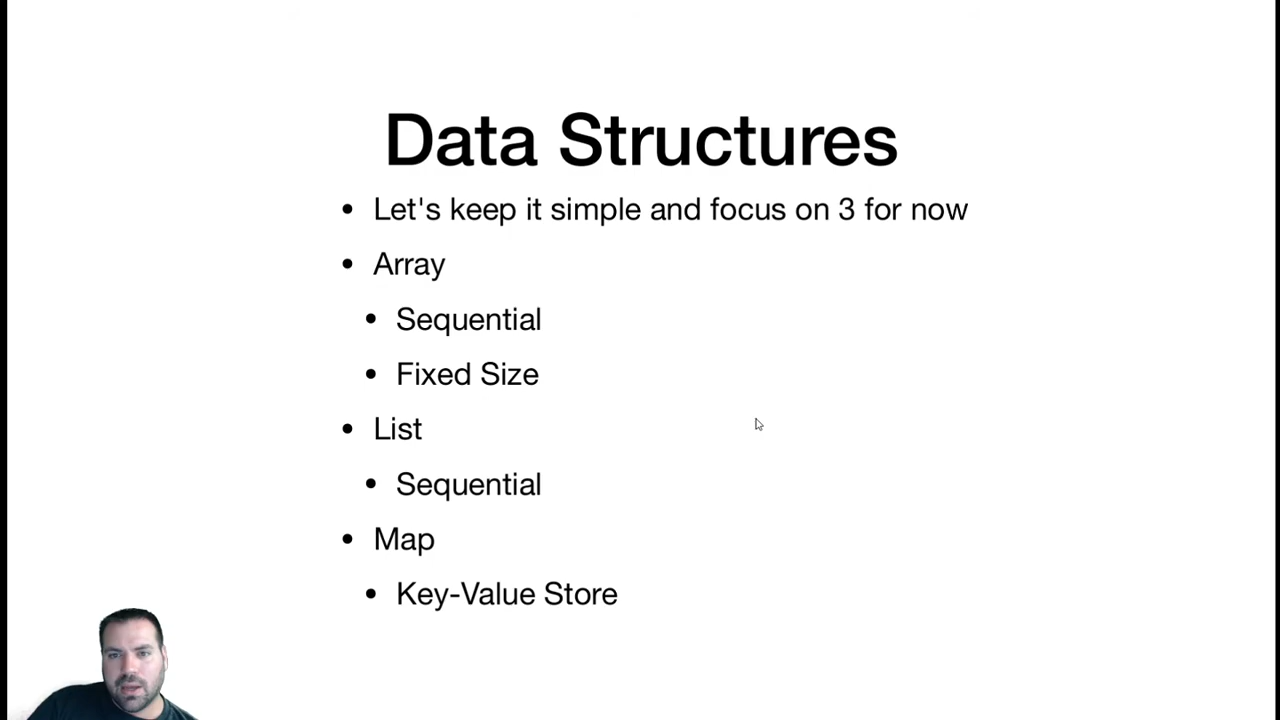 Data Structures
Let's keep it simple and focus on 3 for now
Array
Sequential
Fixed Size
List
Sequential
Map
Key-Value Store